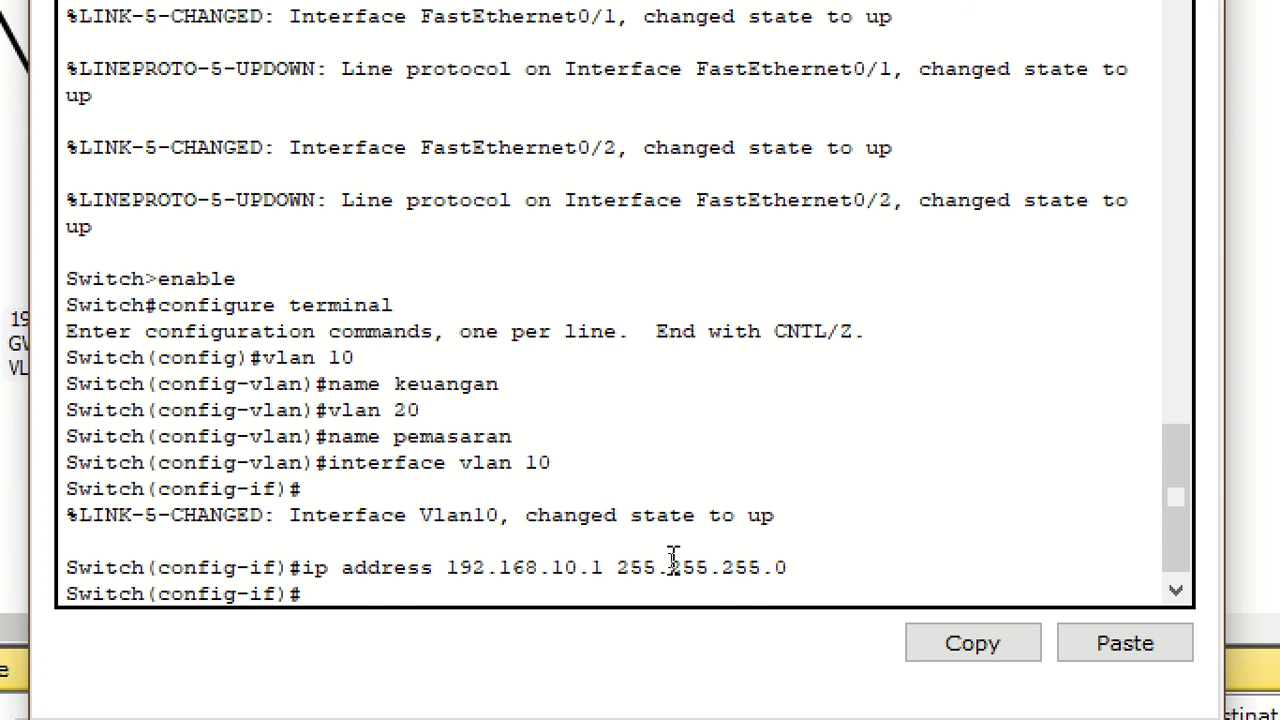 %LINK-5-CHANGED: Interface FastEthernet0/1, changed state to up
%LINEPROTO-5-UPDOWN: Line protocol on Interface FastEthernet0/1, changed state to
up
%LINK-5-CHANGED: Interface FastEthernet0/2, changed state to up
%LINEPROTO-5-UPDOWN: Line protocol on Interface FastEthernet0/2, changed state to
up
Switch>enable
Switch#configure terminal
Enter configuration commands, one per line.  End with CNTL/Z.
Switch(config)#vlan 10
Switch(config-vlan)#name keuangan
Switch(config-vlan)#vlan 20
Switch(config-vlan)#name pemasaran
Switch(config-vlan)#interface vlan 10
Switch(config-if)#
%LINK-5-CHANGED: Interface Vlan10, changed state to up
Switch(config-if)#ip address 192.168.10.1 255.255.255.0
Switch(config-if)#
Copy
Paste